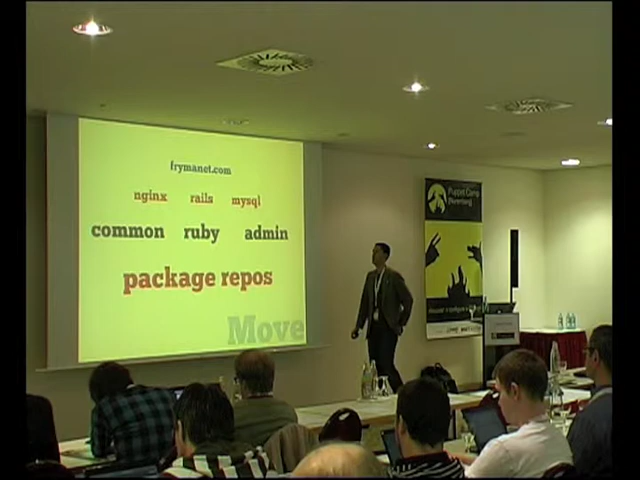 frymanet.com
nginx rails mysql
common ruby admin
package repos
Move
Puppet Camp